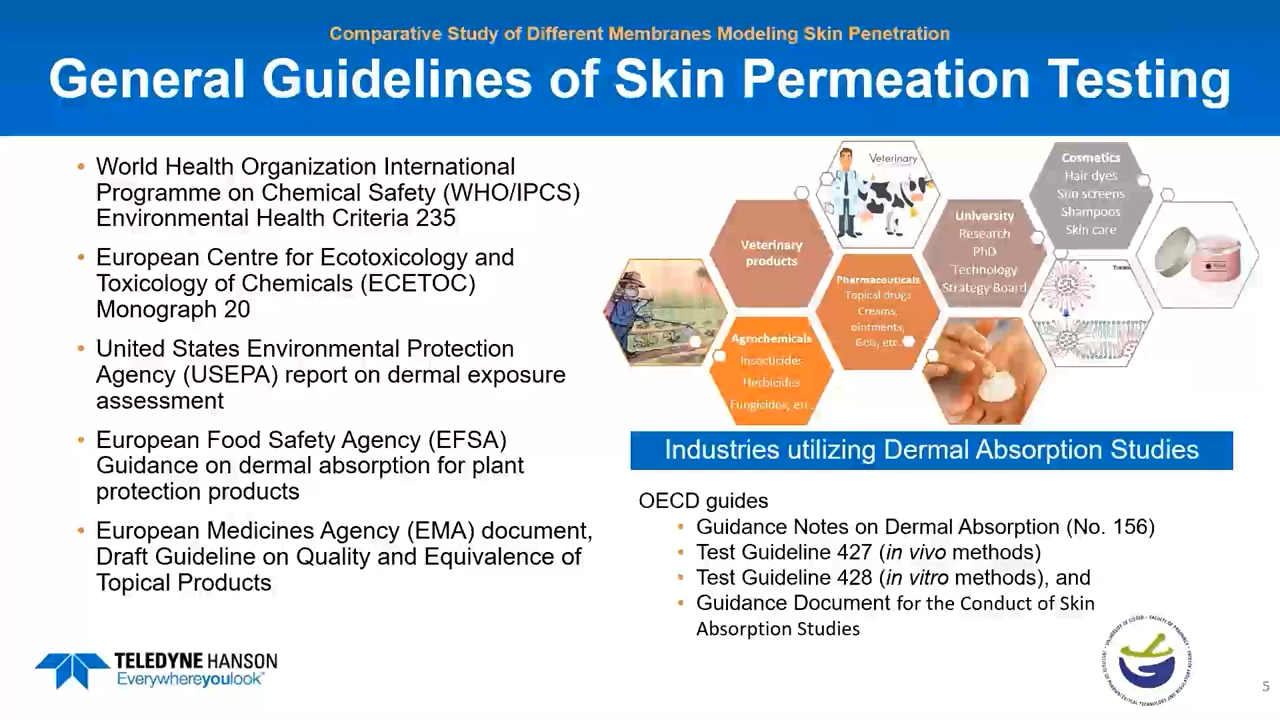 Comparative Study of Different Membranes Modeling Skin Penetration
General Guidelines of Skin Permeation Testing
• World Health Organization International
Programme on Chemical Safety (WHO/IPCS)
Environmental Health Criteria 235
• European Centre for Ecotoxicology and
Toxicology of Chemicals (ECETOC)
Monograph 20
• United States Environmental Protection
Agency (USEPA) report on dermal exposure
assessment
• European Food Safety Agency (EFSA)
Guidance on dermal absorption for plant
protection products
• European Medicines Agency (EMA) document,
Draft Guideline on Quality and Equivalence of
Topical Products
Veterinary
Veterinary
products
Agrochemicals
Insecticides
Herbicides
Fungicides, etc.
Pharmaceuticals
Topical drugs
Creams,
ointments,
Gels, etc.
University
Research
PhD
Technology
Strategy Board
Cosmetics
Hair dyes
Sun screens
Shampoos
Skin care
Industries utilizing Dermal Absorption Studies
OECD guides
• Guidance Notes on Dermal Absorption (No. 156)
• Test Guideline 427 (in vivo methods)
• Test Guideline 428 (in vitro methods), and
• Guidance Document for the Conduct of Skin
Absorption Studies
TELEDYNE HANSON
Everywhereyoulook™
5